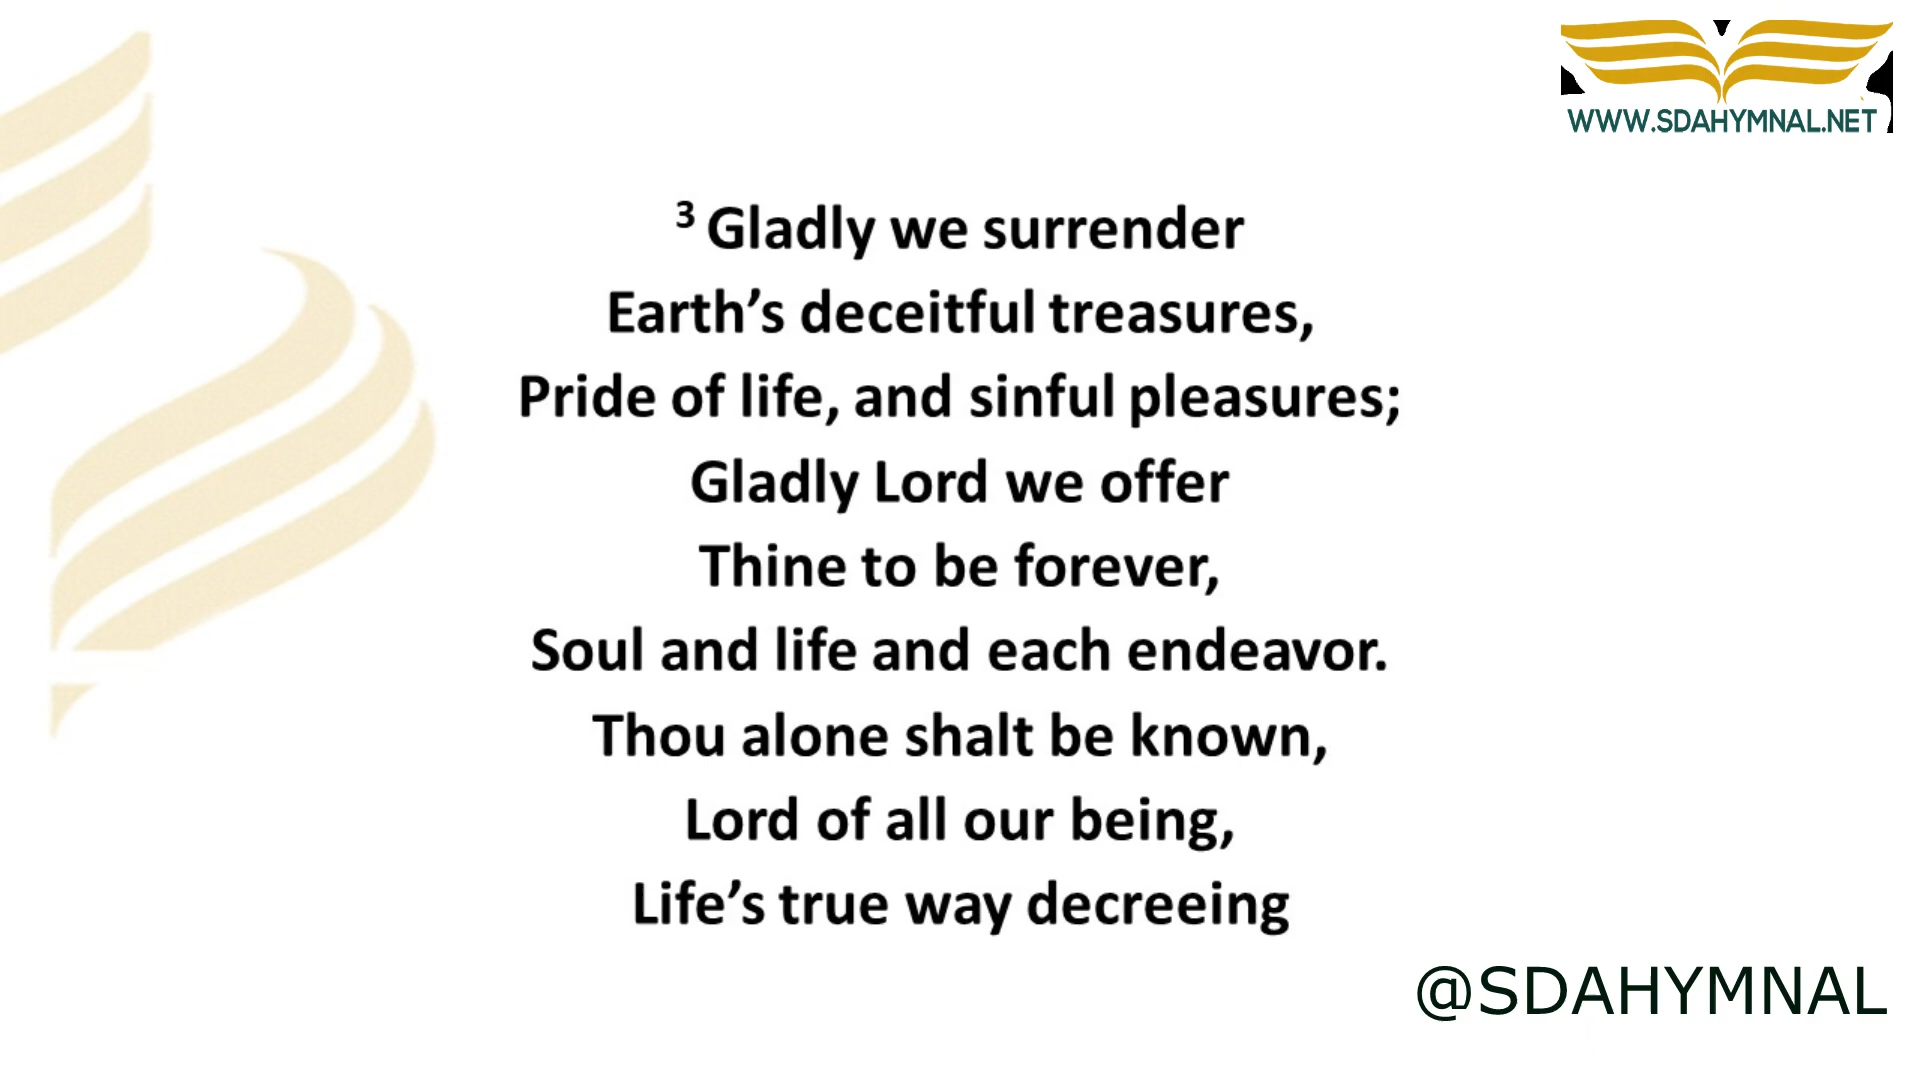 WWW.SDAHYMNAL.NET
3 Gladly we surrender
Earth’s deceitful treasures,
Pride of life, and sinful pleasures;
Gladly Lord we offer
Thine to be forever,
Soul and life and each endeavor.
Thou alone shalt be known,
Lord of all our being,
Life’s true way decreeing
@SDAHYMNAL